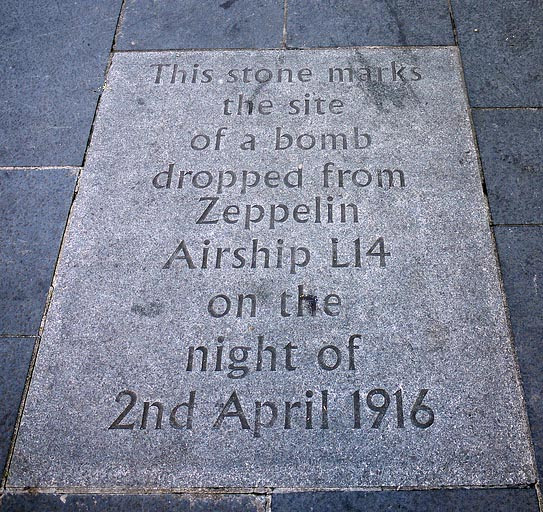 This stone marks
the site
of a bomb
dropped from
Zeppelin
Airship L14
on the
night of
2nd April 1916